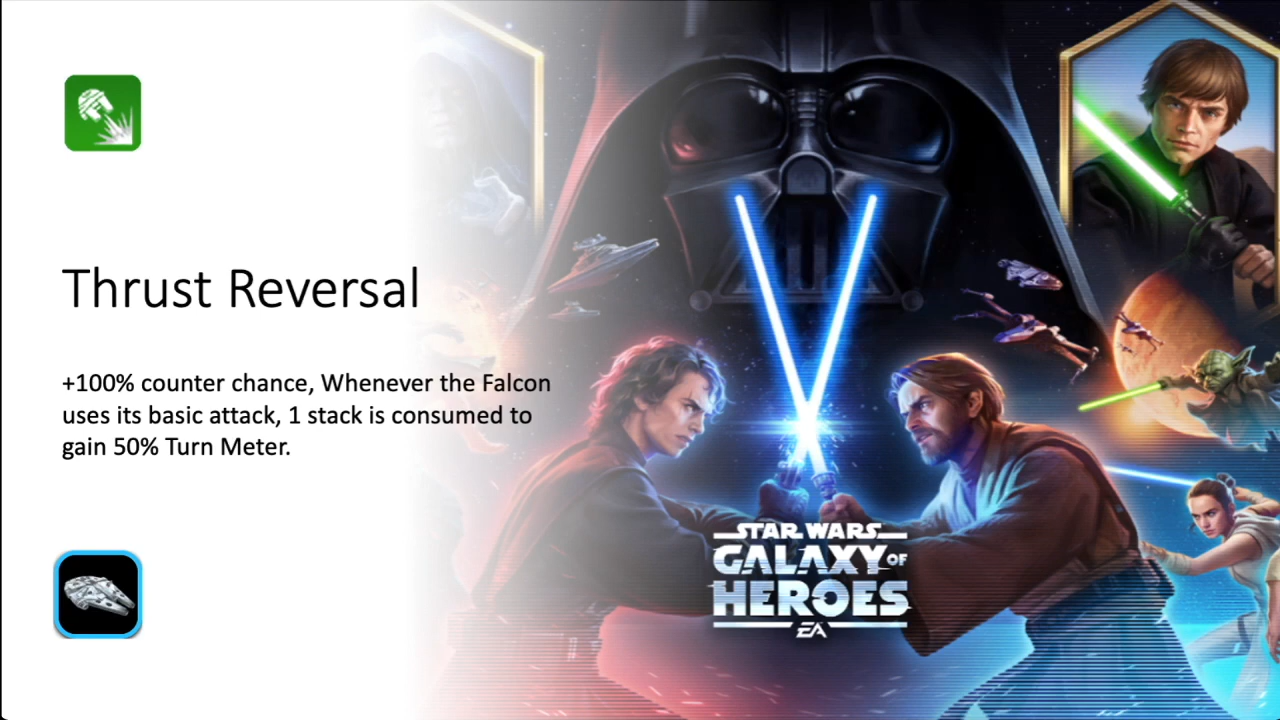 Thrust Reversal
+100% counter chance, Whenever the Falcon
uses its basic attack, 1 stack is consumed to
gain 50% Turn Meter.
STAR WARS
GALAXY OF
HEROES
EA